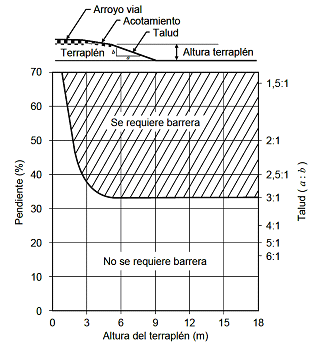 Arroyo vial
Acotamiento
Talud
Terraplén
b
a
Altura terraplén
70
60
50
40
30
20
10
0
Pendiente (%)
Se requiere barrera
No se requiere barrera
1,5:1
2:1
2,5:1
3:1
4:1
5:1
6:1
Talud ( a : b )
0 3 6 9 12 15 18
Altura del terraplén (m)